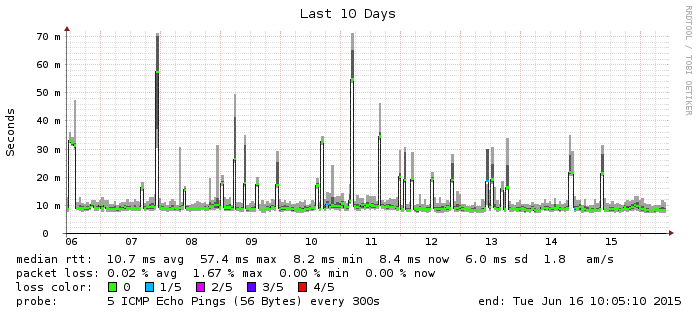 Last 10 Days
RRDTOOL / TOBI OETIKER
Seconds
70 m
60 m
50 m
40 m
30 m
20 m
10 m
0
06 07 08 09 10 11 12 13 14 15
median rtt: 10.7 ms avg 57.4 ms max 8.2 ms min 8.4 ms now 6.0 ms sd 1.8 am/s
packet loss: 0.02 % avg 1.67 % max 0.00 % min 0.00 % now
loss color: 0 1/5 2/5 3/5 4/5
probe: 5 ICMP Echo Pings (56 Bytes) every 300s end: Tue Jun 16 10:05:10 2015